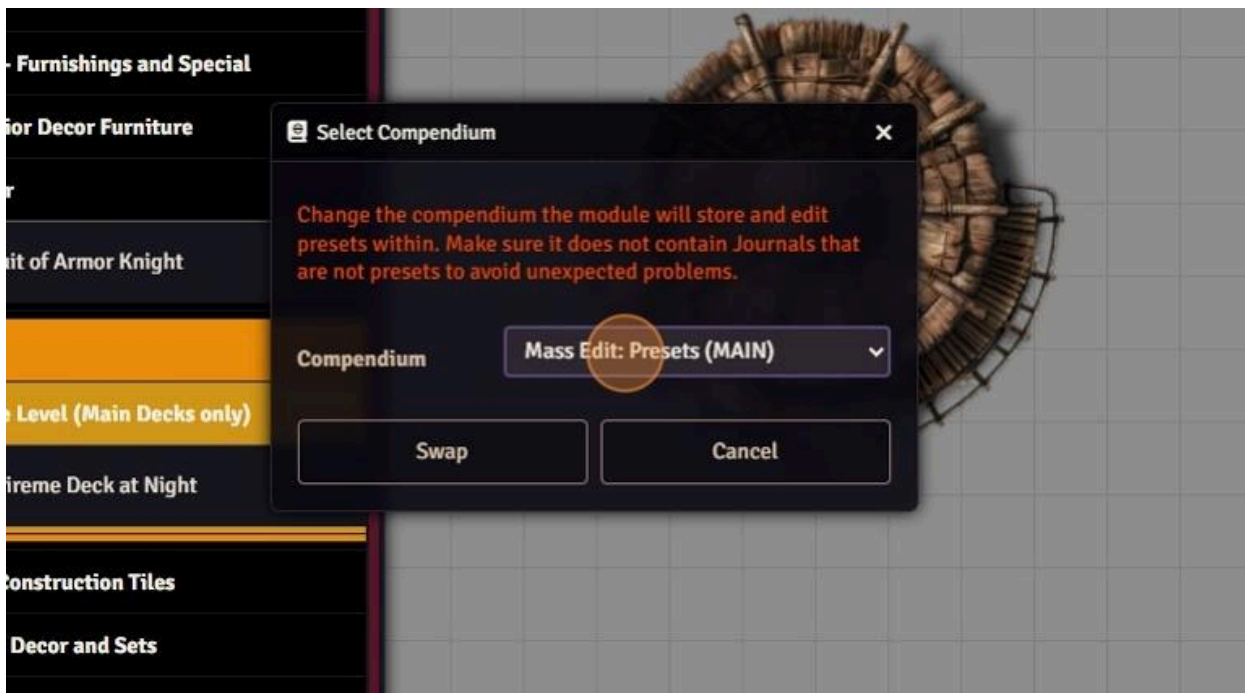 - Furnishings and Special
ior Decor Furniture
r
Select Compendium
Change the compendium the module will store and edit
presets within. Make sure it does not contain Journals that
are not presets to avoid unexpected problems.
uit of Armor Knight
Compendium
Mass Edit: Presets (MAIN)
Level (Main Decks only)
Swap
Cancel
ireme Deck at Night
Construction Tiles
Decor and Sets